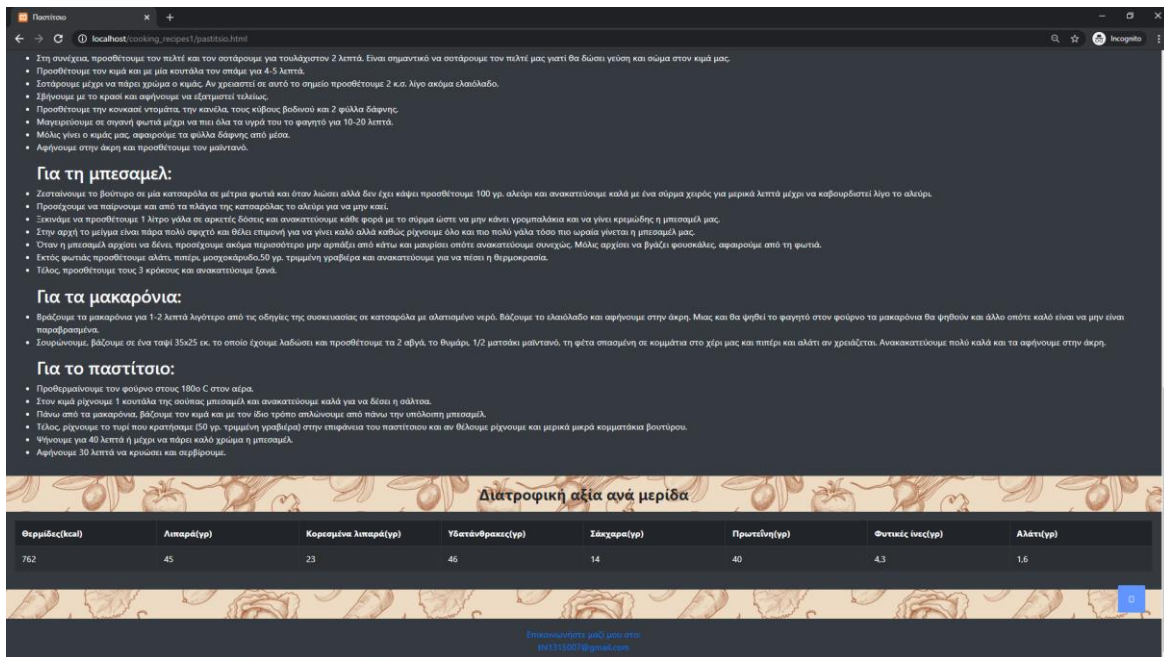 Παστίτσιο
localhost/cooking_recipes1/pastitsio.html
Incognito
Στη συνέχεια, προσθέτουμε τον πελτέ και τον σοτάρουμε για τουλάχιστον 2 λεπτά. Είναι σημαντικό να σοτάρουμε τον πελτέ μας γιατί θα δώσει γεύση και σώμα στον κιμά μας.
Προσθέτουμε τον κιμά και με μία κουτάλα τον σπάμε για 4-5 λεπτά.
Σοτάρουμε μέχρι να πάρει χρώμα ο κιμάς. Αν χρειαστεί σε αυτό το σημείο προσθέτουμε 2 κ.σ. λίγο ακόμα ελαιόλαδο.
Σβήνουμε με το κρασί και αφήνουμε να εξατμιστεί τελείως.
Προσθέτουμε την κονκασέ ντομάτα, την κανέλα, τους κύβους βοδινού και 2 φύλλα δάφνης.
Μαγειρεύουμε σε σιγανή φωτιά μέχρι να πιει όλα τα υγρά του το φαγητό για 10-20 λεπτά.
Μόλις γίνει ο κιμάς μας, αφαιρούμε τα φύλλα δάφνης από μέσα.
Αφήνουμε στην άκρη και προσθέτουμε τον μαϊντανό.
Για τη μπεσαμελ:
Ζεσταίνουμε το βούτυρο σε μία κατσαρόλα σε μέτρια φωτιά και όταν λιώσει αλλά δεν έχει κάψει προσθέτουμε 100 γρ. αλεύρι και ανακατεύουμε καλά με ένα σύρμα χειρός για μερικά λεπτά μέχρι να καβουρδιστεί λίγο το αλεύρι.
Προσέχουμε να παίρνουμε και από τα πλάγια της κατσαρόλας το αλεύρι για να μην καεί.
Ξεκινάμε να προσθέτουμε 1 λίτρο γάλα σε αρκετές δόσεις και ανακατεύουμε κάθε φορά με το σύρμα ώστε να μην κάνει γρομπαλάκια και να γίνει κρεμώδης η μπεσαμέλ μας.
Στην αρχή το μείγμα είναι πάρα πολύ σφιχτό και θέλει επιμονή για να γίνει καλό αλλά καθώς ρίχνουμε όλο και πιο πολύ γάλα τόσο πιο ωραία γίνεται η μπεσαμέλ μας.
Όταν η μπεσαμέλ αρχίσει να δένει, προσέχουμε ακόμα περισσότερο μην αρπάξει από κάτω και μαυρίσει οπότε ανακατεύουμε συνεχώς. Μόλις αρχίσει να βγάζει φουσκάλες, αφαιρούμε από τη φωτιά.
Εκτός φωτιάς προσθέτουμε αλάτι, πιπέρι, μοσχοκάρυδο,50 γρ. τριμμένη γραβιέρα και ανακατεύουμε για να πέσει η θερμοκρασία.
Τέλος, προσθέτουμε τους 3 κρόκους και ανακατεύουμε ξανά.
Για τα μακαρόνια:
Βράζουμε τα μακαρόνια για 1-2 λεπτά λιγότερο από τις οδηγίες της συσκευασίας σε κατσαρόλα με αλατισμένο νερό. Βάζουμε το ελαιόλαδο και αφήνουμε στην άκρη. Μιας και θα ψηθεί το φαγητό στον φούρνο τα μακαρόνια θα ψηθούν και άλλο οπότε καλό είναι να μην είναι
παραβρασμένα.
Σουρώνουμε, βάζουμε σε ένα ταψί 35x25 εκ. το οποίο έχουμε λαδώσει και προσθέτουμε τα 2 αβγά, το θυμάρι, 1/2 ματσάκι μαϊντανό, τη φέτα σπασμένη σε κομμάτια στο χέρι μας και πιπέρι και αλάτι αν χρειάζεται. Ανακακατεύουμε πολύ καλά και τα αφήνουμε στην άκρη.
Για το παστίτσιο:
Προθερμαίνουμε τον φούρνο στους 180ο C στον αέρα.
Στον κιμά ρίχνουμε 1 κουτάλα της σούπας μπεσαμέλ και ανακατεύουμε καλά για να δέσει η σάλτσα.
Πάνω από τα μακαρόνια, βάζουμε τον κιμά και με τον ίδιο τρόπο απλώνουμε από πάνω την υπόλοιπη μπεσαμέλ.
Τέλος, ρίχνουμε το τυρί που κρατήσαμε (50 γρ. τριμμένη γραβιέρα) στην επιφάνεια του παστίτσιου και αν θέλουμε ρίχνουμε και μερικά μικρά κομματάκια βουτύρου.
Ψήνουμε για 40 λεπτά ή μέχρι να πάρει καλό χρώμα η μπεσαμέλ.
Αφήνουμε 30 λεπτά να κρυώσει και σερβίρουμε.
Διατροφική αξία ανά μερίδα
Θερμίδες(kcal) Λιπαρά(γρ) Κορεσμένα λιπαρά(γρ) Υδατάνθρακες(γρ) Σάκχαρα(γρ) Πρωτεΐνη(γρ) Φυτικές ίνες(γρ) Αλάτι(γρ)
762 45 23 46 14 40 4,3 1,6
Επικοινωνήστε μαζί μου στο:
thi1315007@gmail.com